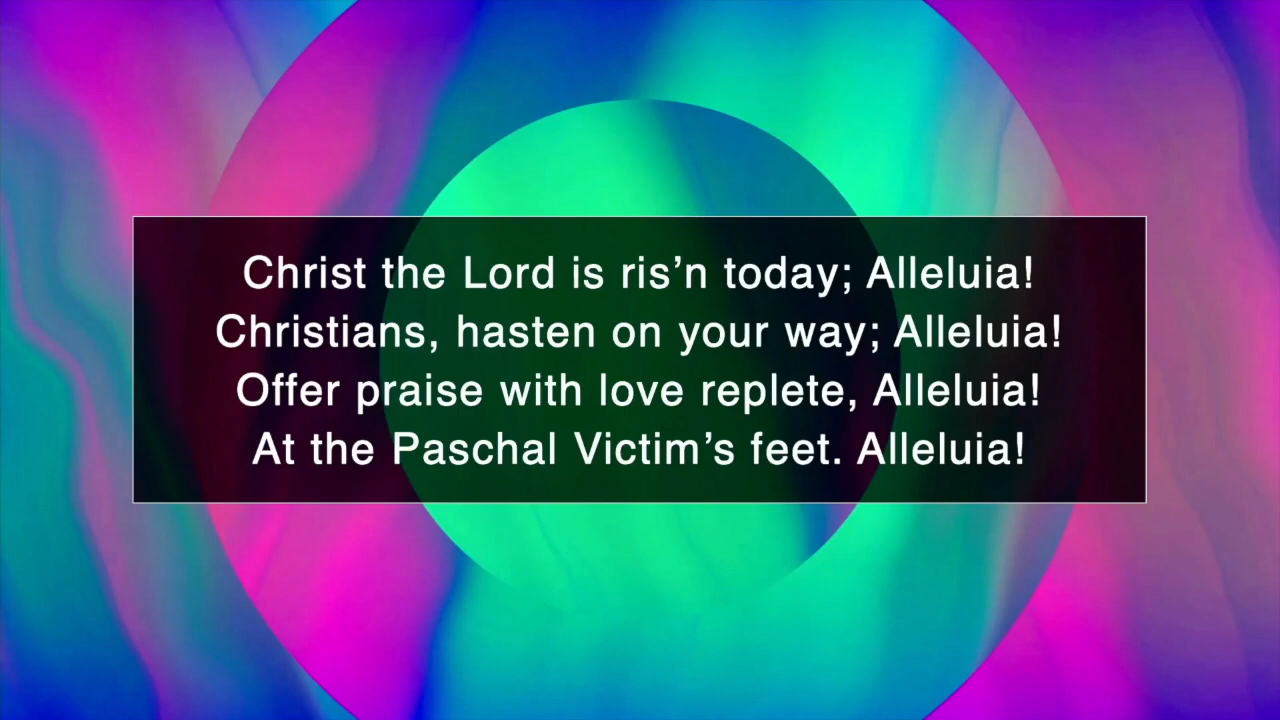 Christ the Lord is ris’n today; Alleluia!
Christians, hasten on your way; Alleluia!
Offer praise with love replete, Alleluia!
At the Paschal Victim’s feet. Alleluia!